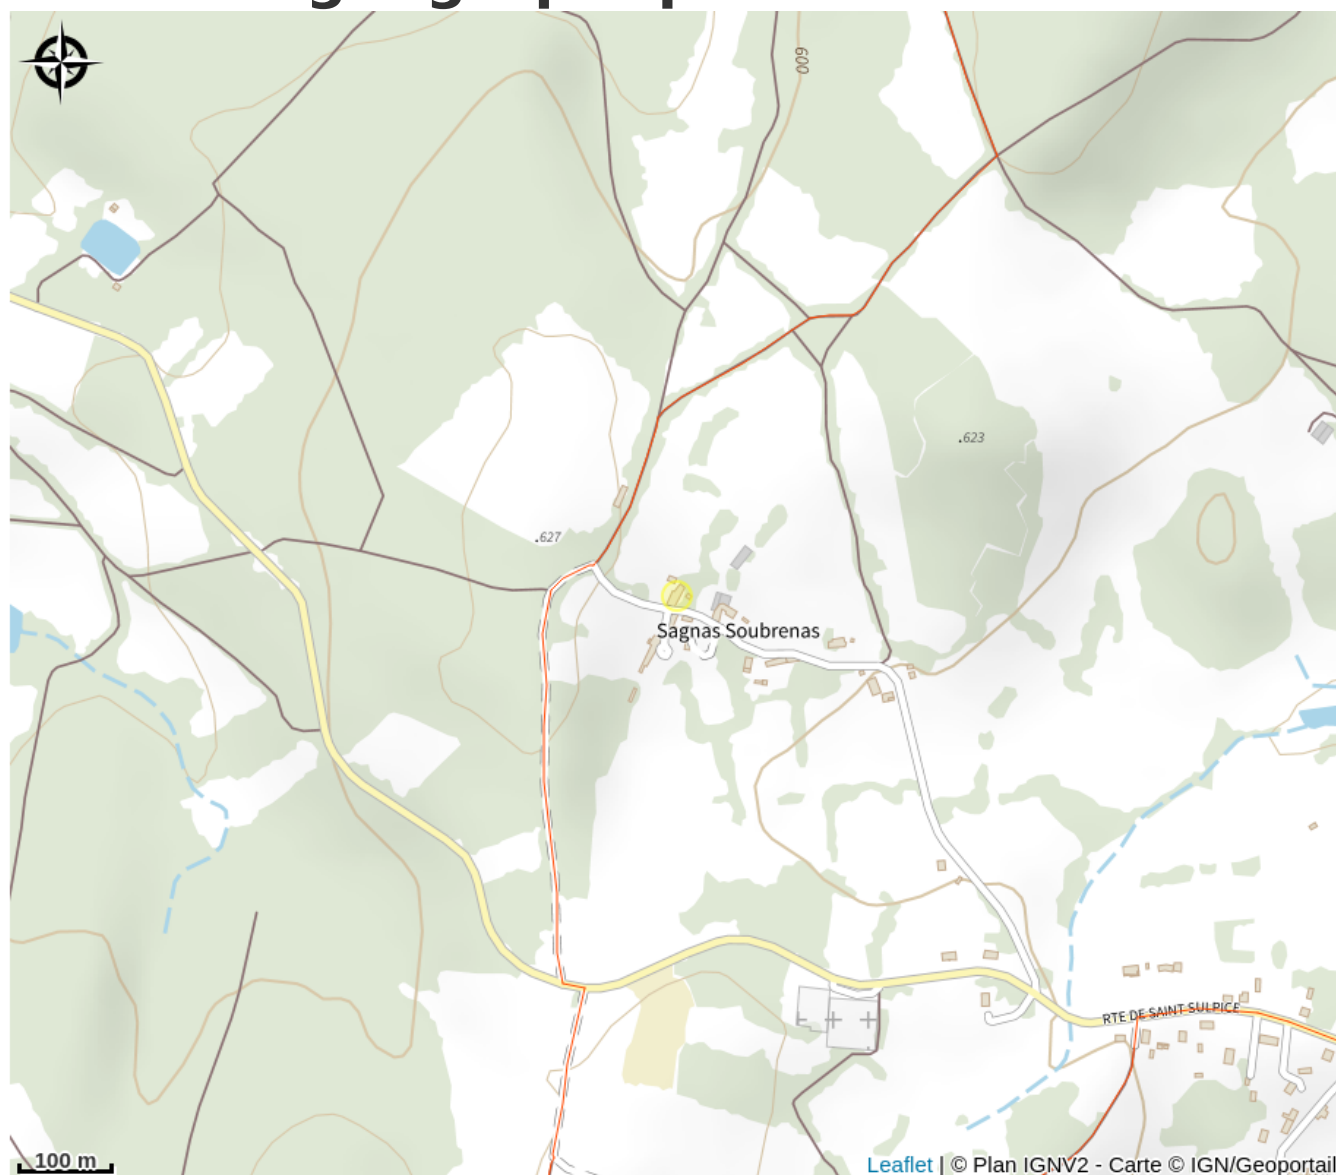 600
.623
.627
Sagnas Soubrenas
RTE DE SAINT SULPICE
100 m
Leaflet | © Plan IGNV2 - Carte © IGN/Geoportail